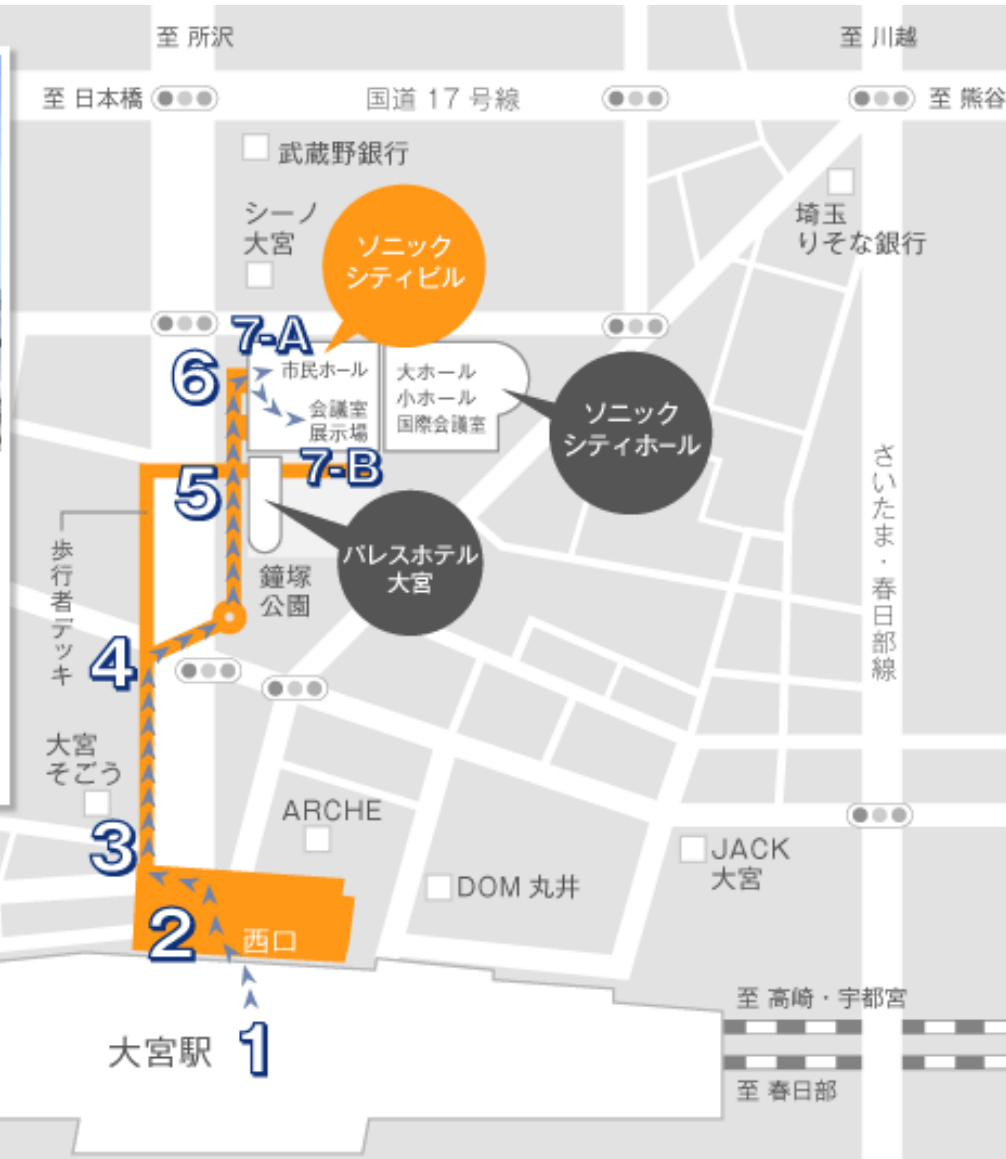 至 所沢
至 川越
至 日本橋
国道 17 号線
至 熊谷
武蔵野銀行
シーノ
大宮
ソニック
シティビル
埼玉
りそな銀行
7-A
6
市民ホール
会議室
展示場
大ホール
小ホール
国際会議室
ソニック
シティホール
7-B
5
さいたま・春日部線
歩行者デッキ
パレスホテル
大宮
鐘塚
公園
4
大宮
そごう
ARCHE
3
JACK
大宮
DOM 丸井
2
西口
至 高崎・宇都宮
大宮駅
1
至 春日部